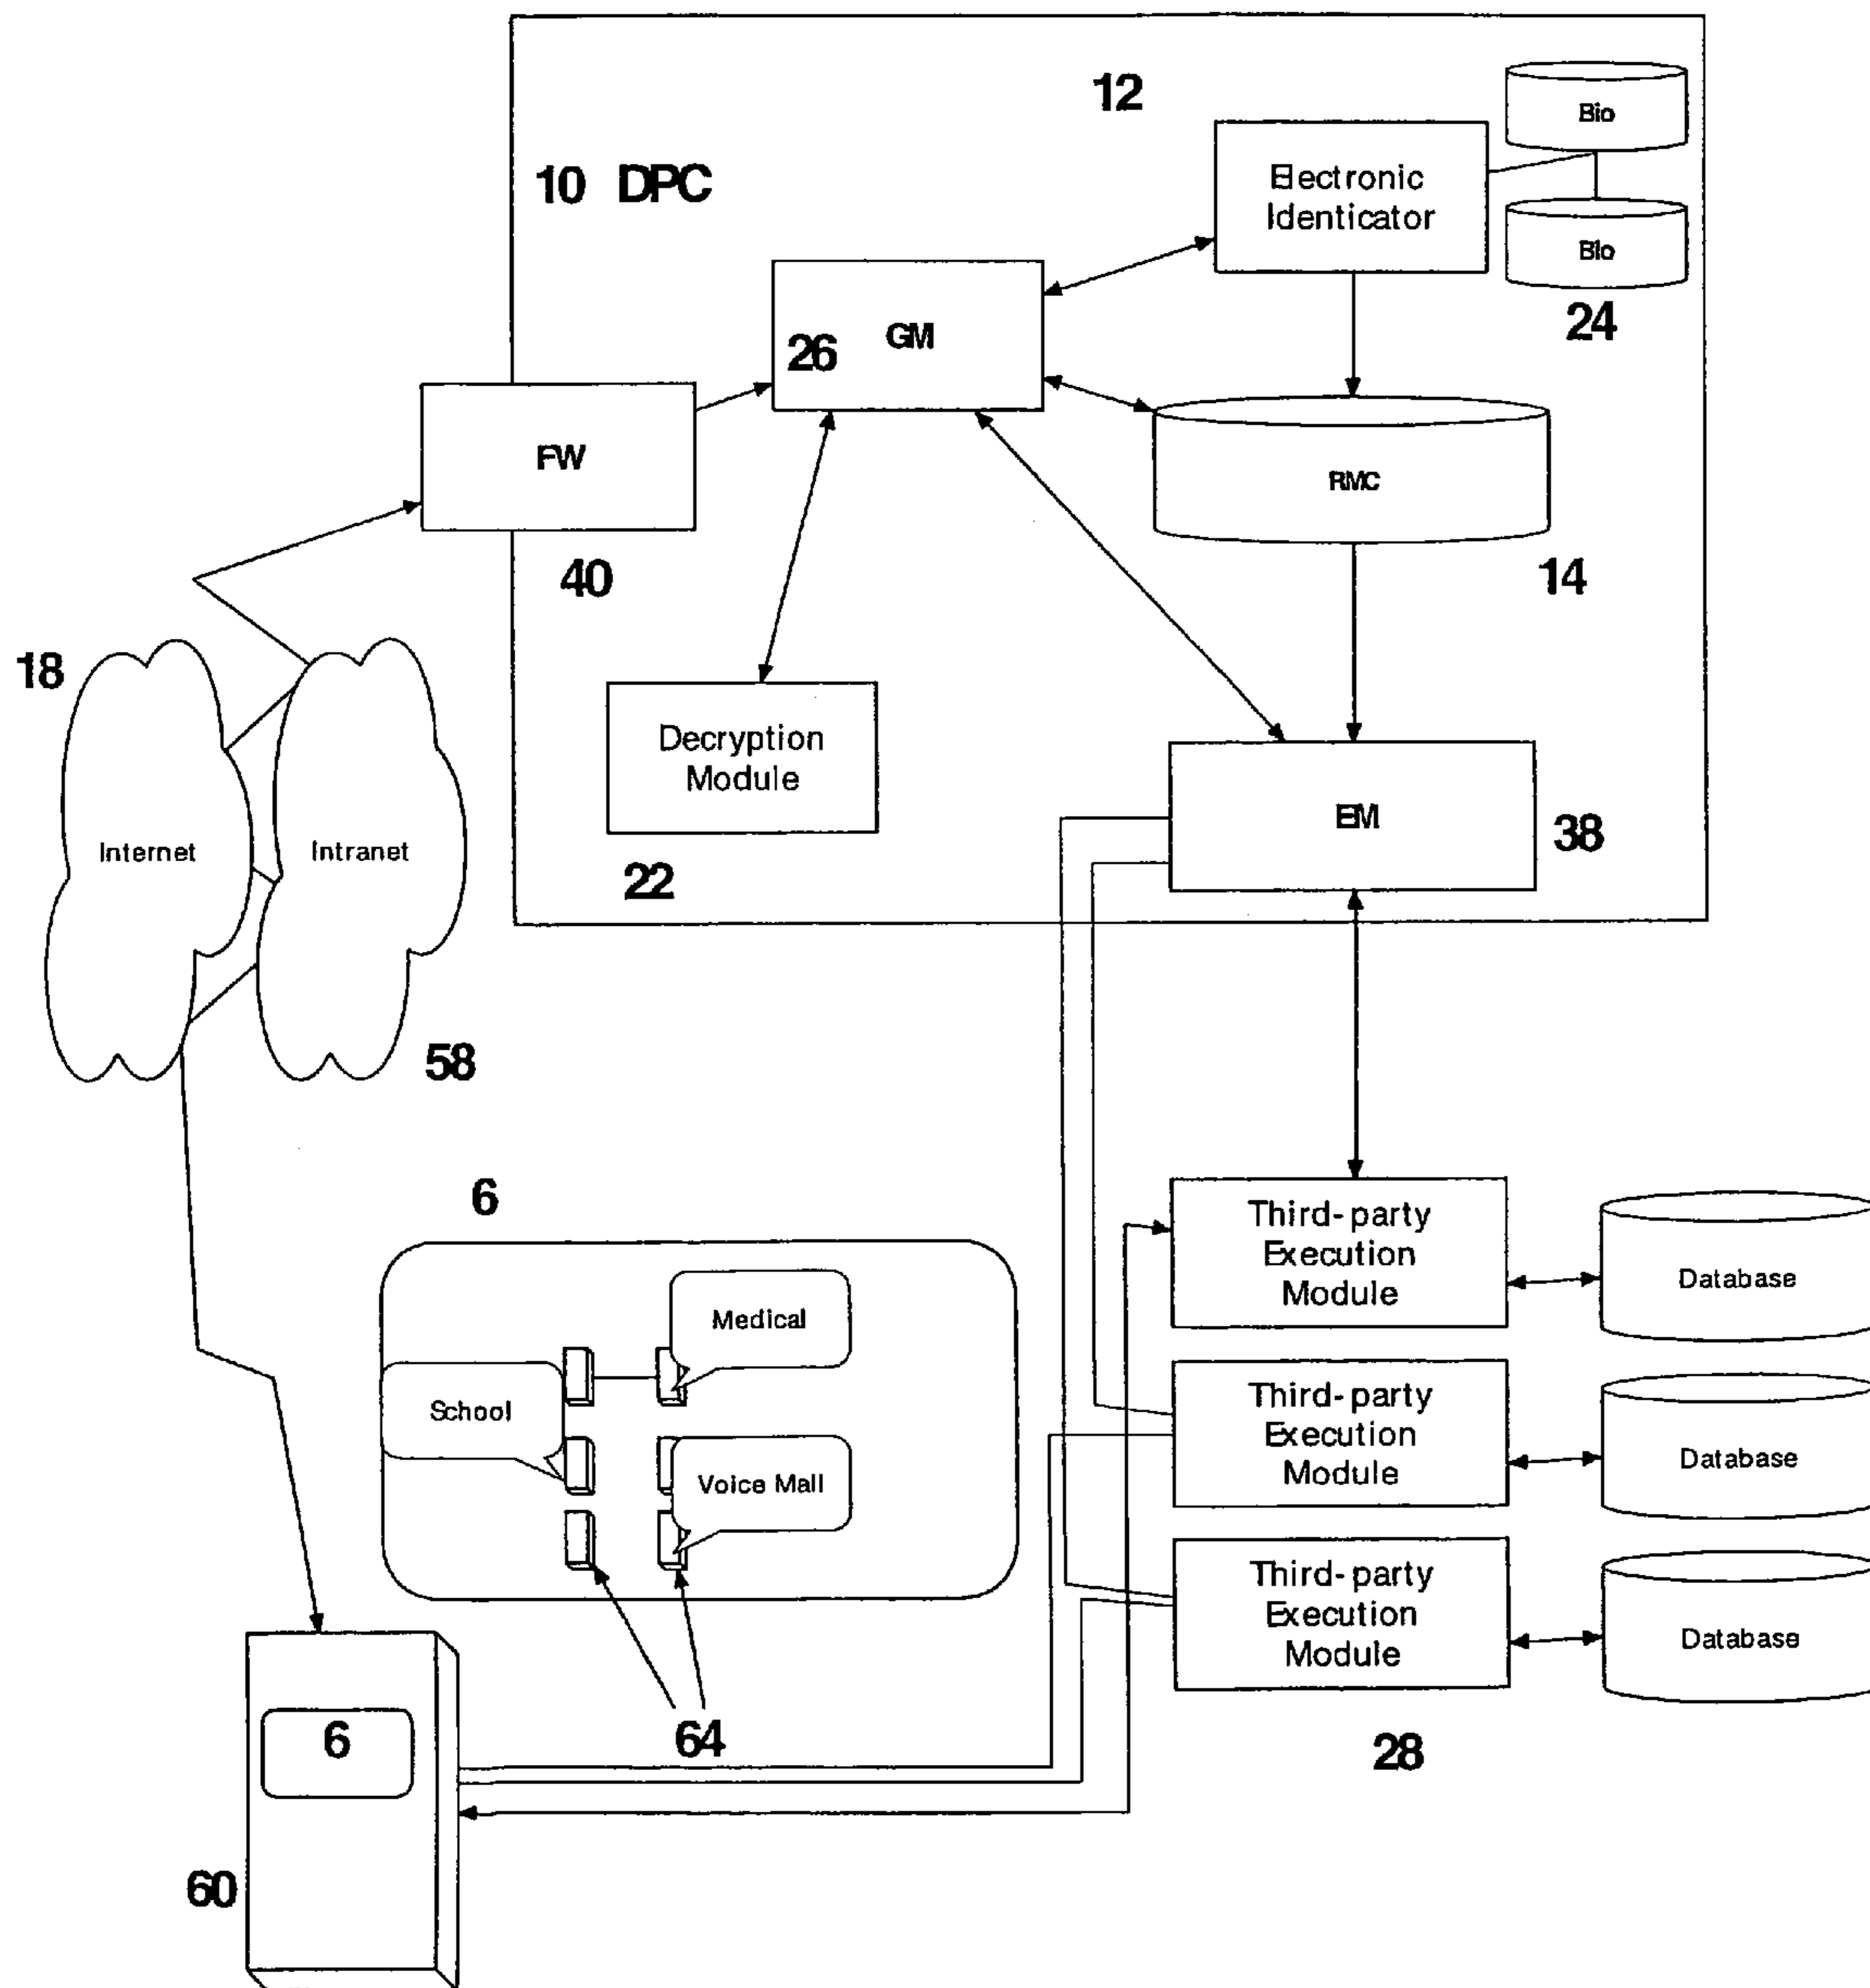 12
Bio
10 DPC
Electronic
Identicator
Bio
24
26
GM
FW
RMC
40
14
18
Decryption
Module
EM
38
Internet
Intranet
22
58
6
Third-party
Execution
Module
Database
Medical
School
Third-party
Execution
Module
Database
Voice Mail
Third-party
Execution
Module
Database
6
64
28
60